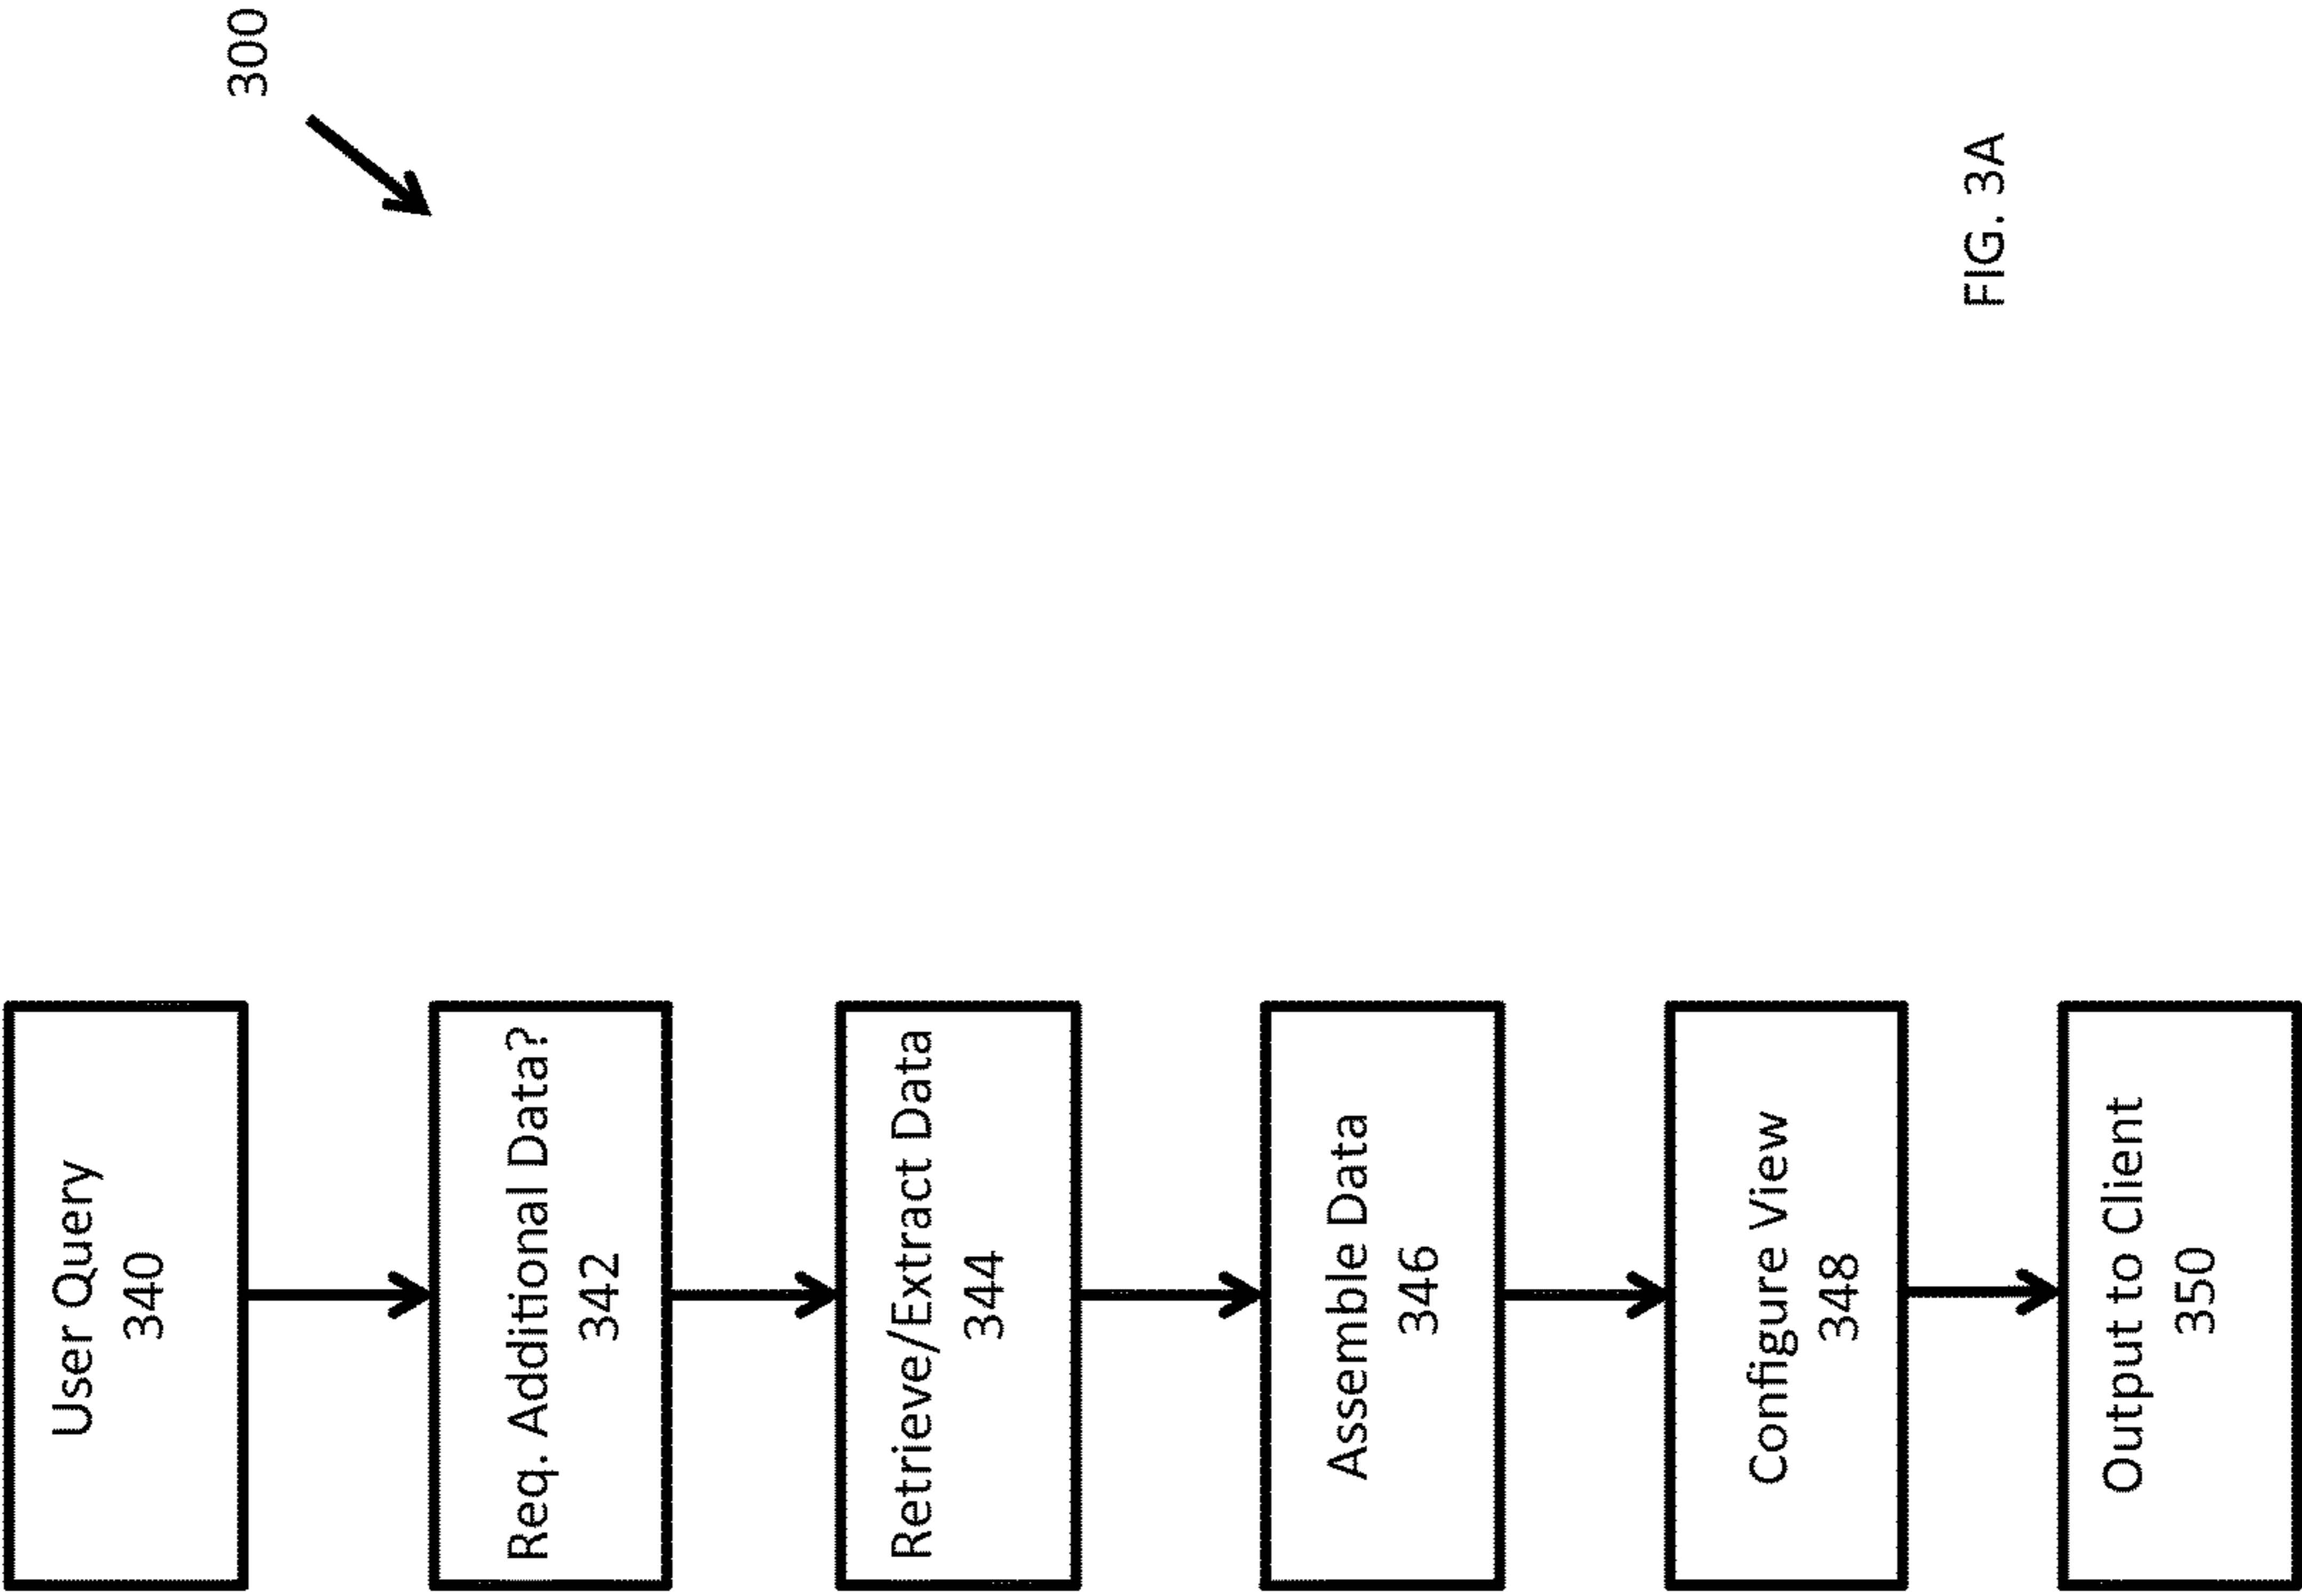 300
User Query
340
Req. Additional Data?
342
Retrieve/Extract Data
344
Assemble Data
346
Configure View
348
Output to Client
350
FIG. 3A